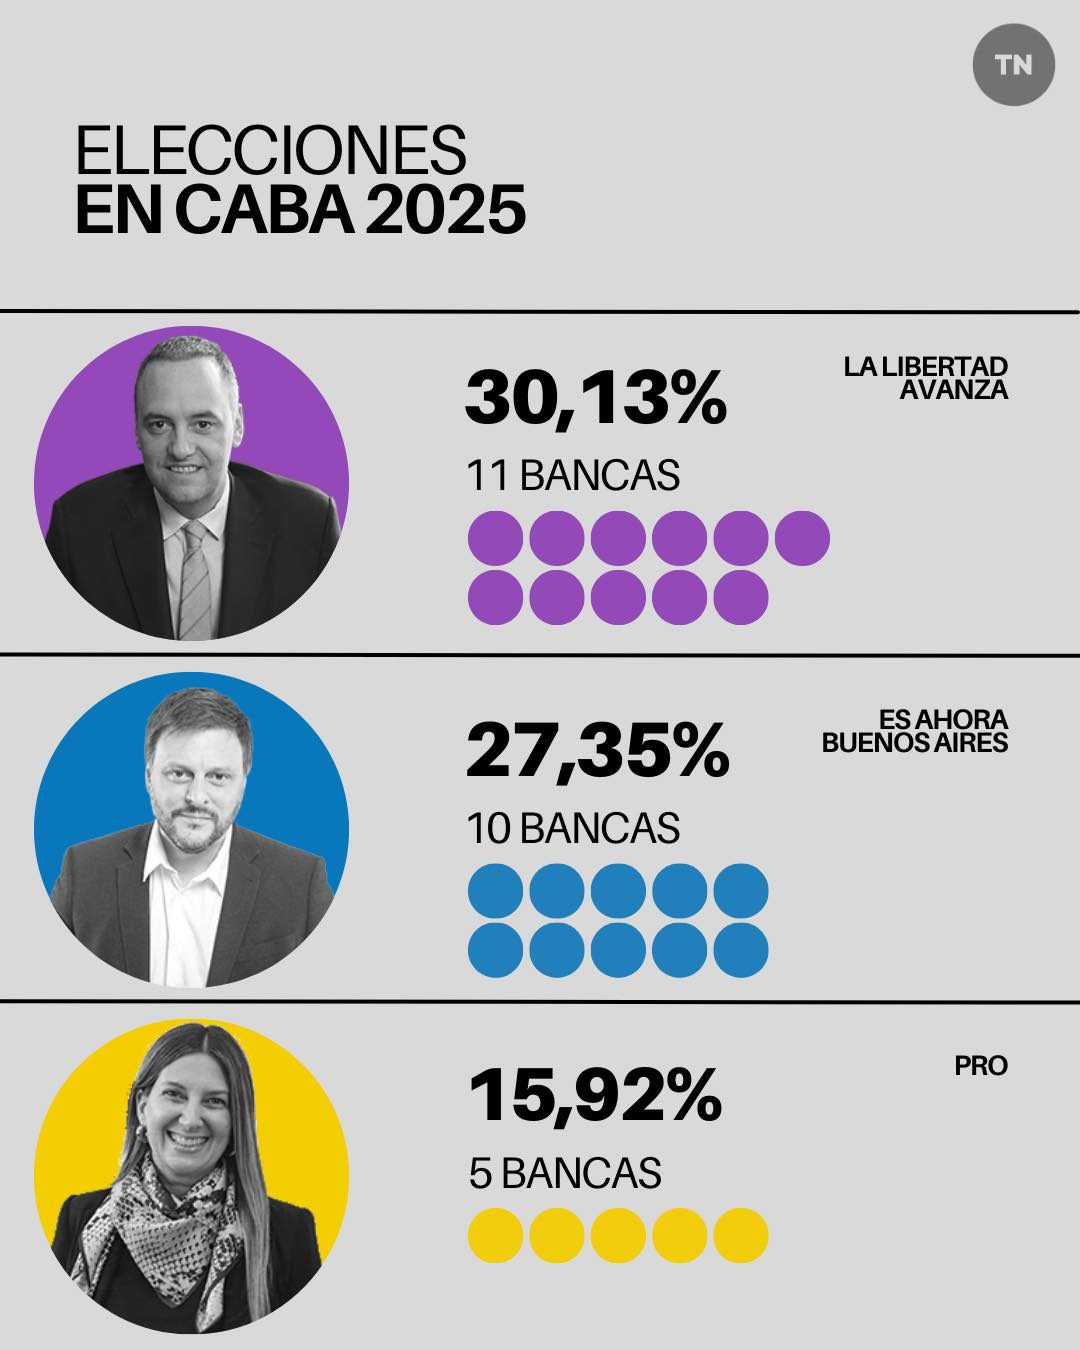 TN
ELECCIONES
EN CABA 2025
30,13%
LA LIBERTAD
AVANZA
11 BANCAS
27,35%
ES AHORA
BUENOS AIRES
10 BANCAS
15,92%
PRO
5 BANCAS